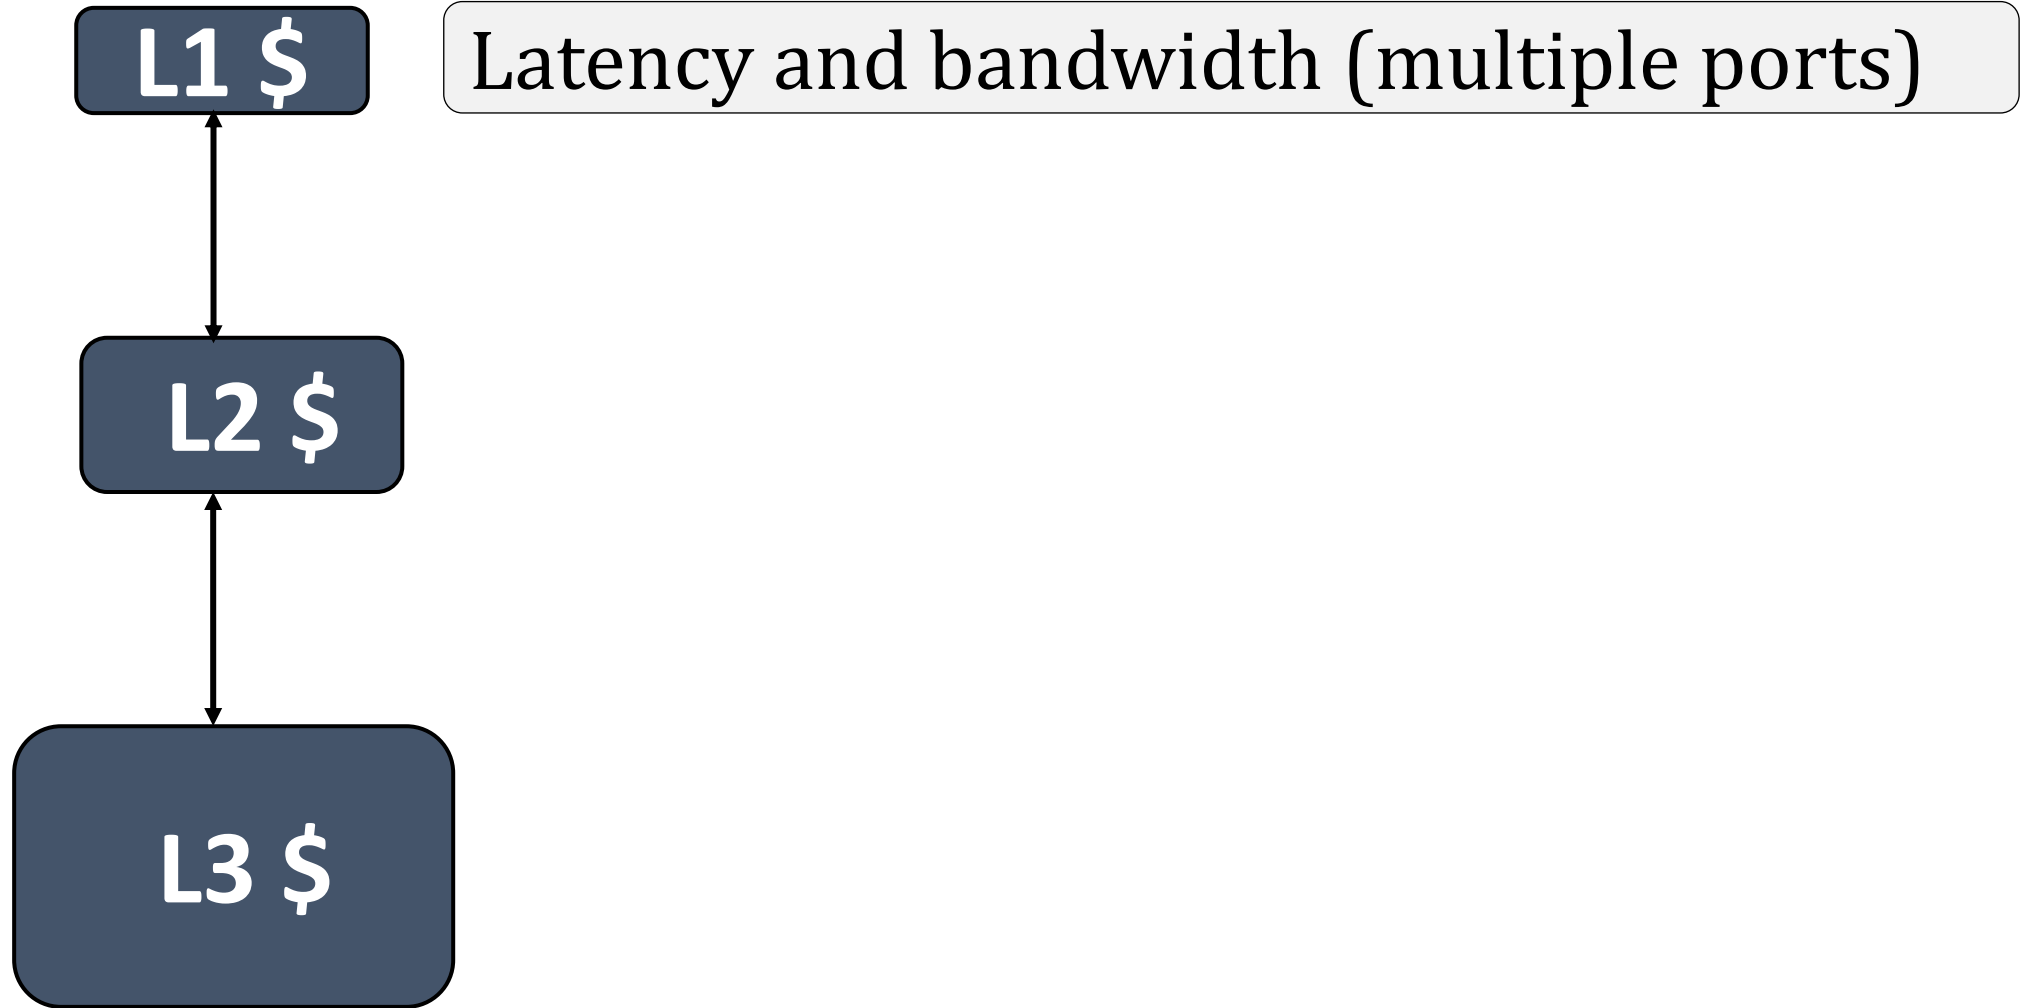 L1 $
Latency and bandwidth (multiple ports)
L2 $
L3 $